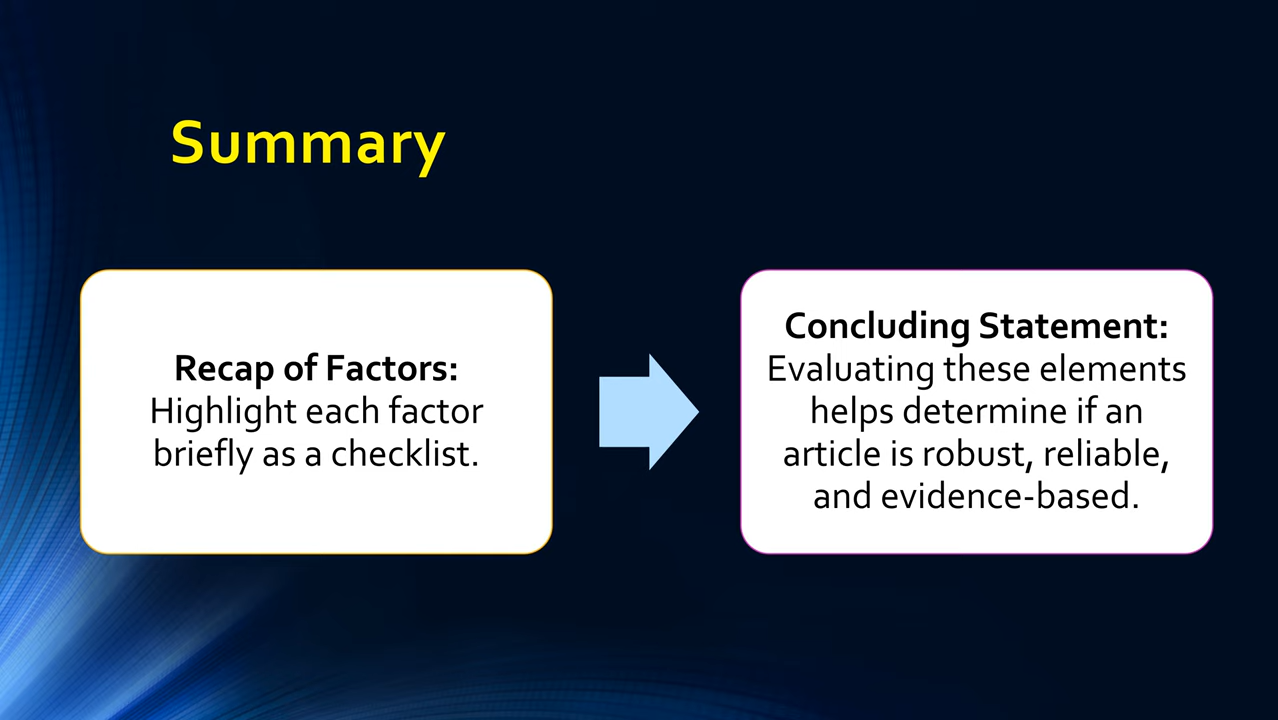 Summary
Recap of Factors:
Highlight each factor
briefly as a checklist.
Concluding Statement:
Evaluating these elements
helps determine if an
article is robust, reliable,
and evidence-based.